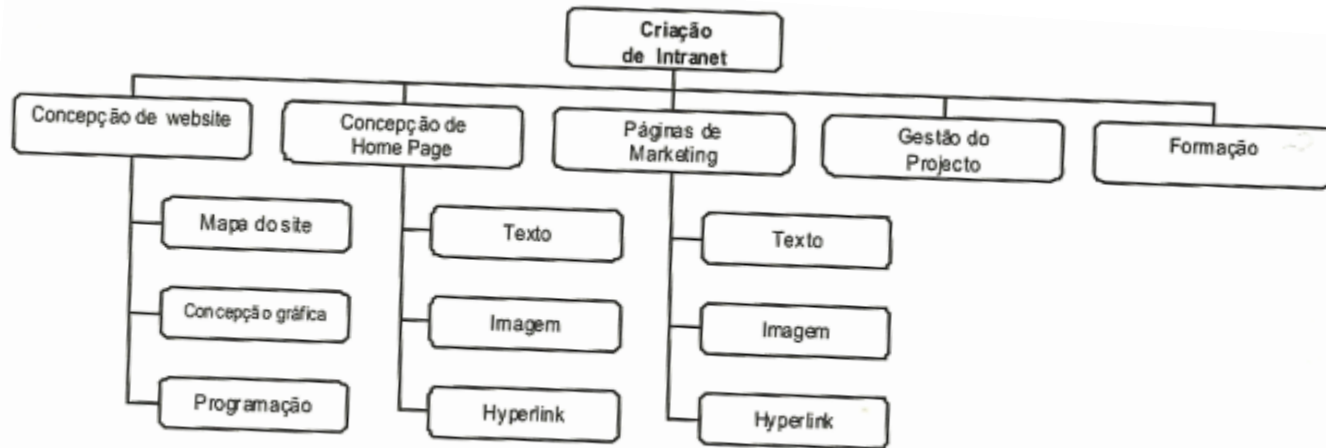 Criação
de Intranet
Concepção de website
Concepção de
Home Page
Páginas de
Marketing
Gestão do
Projecto
Formação
Mapa do site
Texto
Texto
Concepção gráfica
Imagem
Imagem
Programação
Hyperlink
Hyperlink